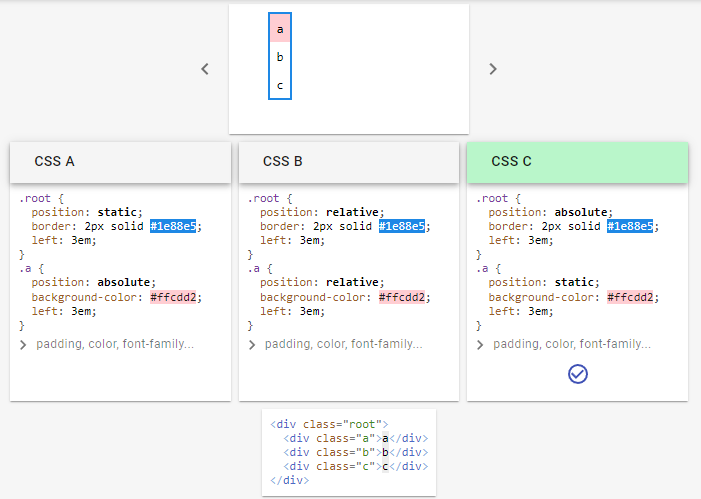 a
b
c
CSS A
.root {
position: static;
border: 2px solid #1e88e5;
left: 3em;
}
.a {
position: absolute;
background-color: #ffcdd2;
left: 3em;
}
padding, color, font-family...
CSS B
.root {
position: relative;
border: 2px solid #1e88e5;
left: 3em;
}
.a {
position: relative;
background-color: #ffcdd2;
left: 3em;
}
padding, color, font-family...
CSS C
.root {
position: absolute;
border: 2px solid #1e88e5;
left: 3em;
}
.a {
position: static;
background-color: #ffcdd2;
left: 3em;
}
padding, color, font-family...
<div class="root">
<div class="a">a</div>
<div class="b">b</div>
<div class="c">c</div>
</div>